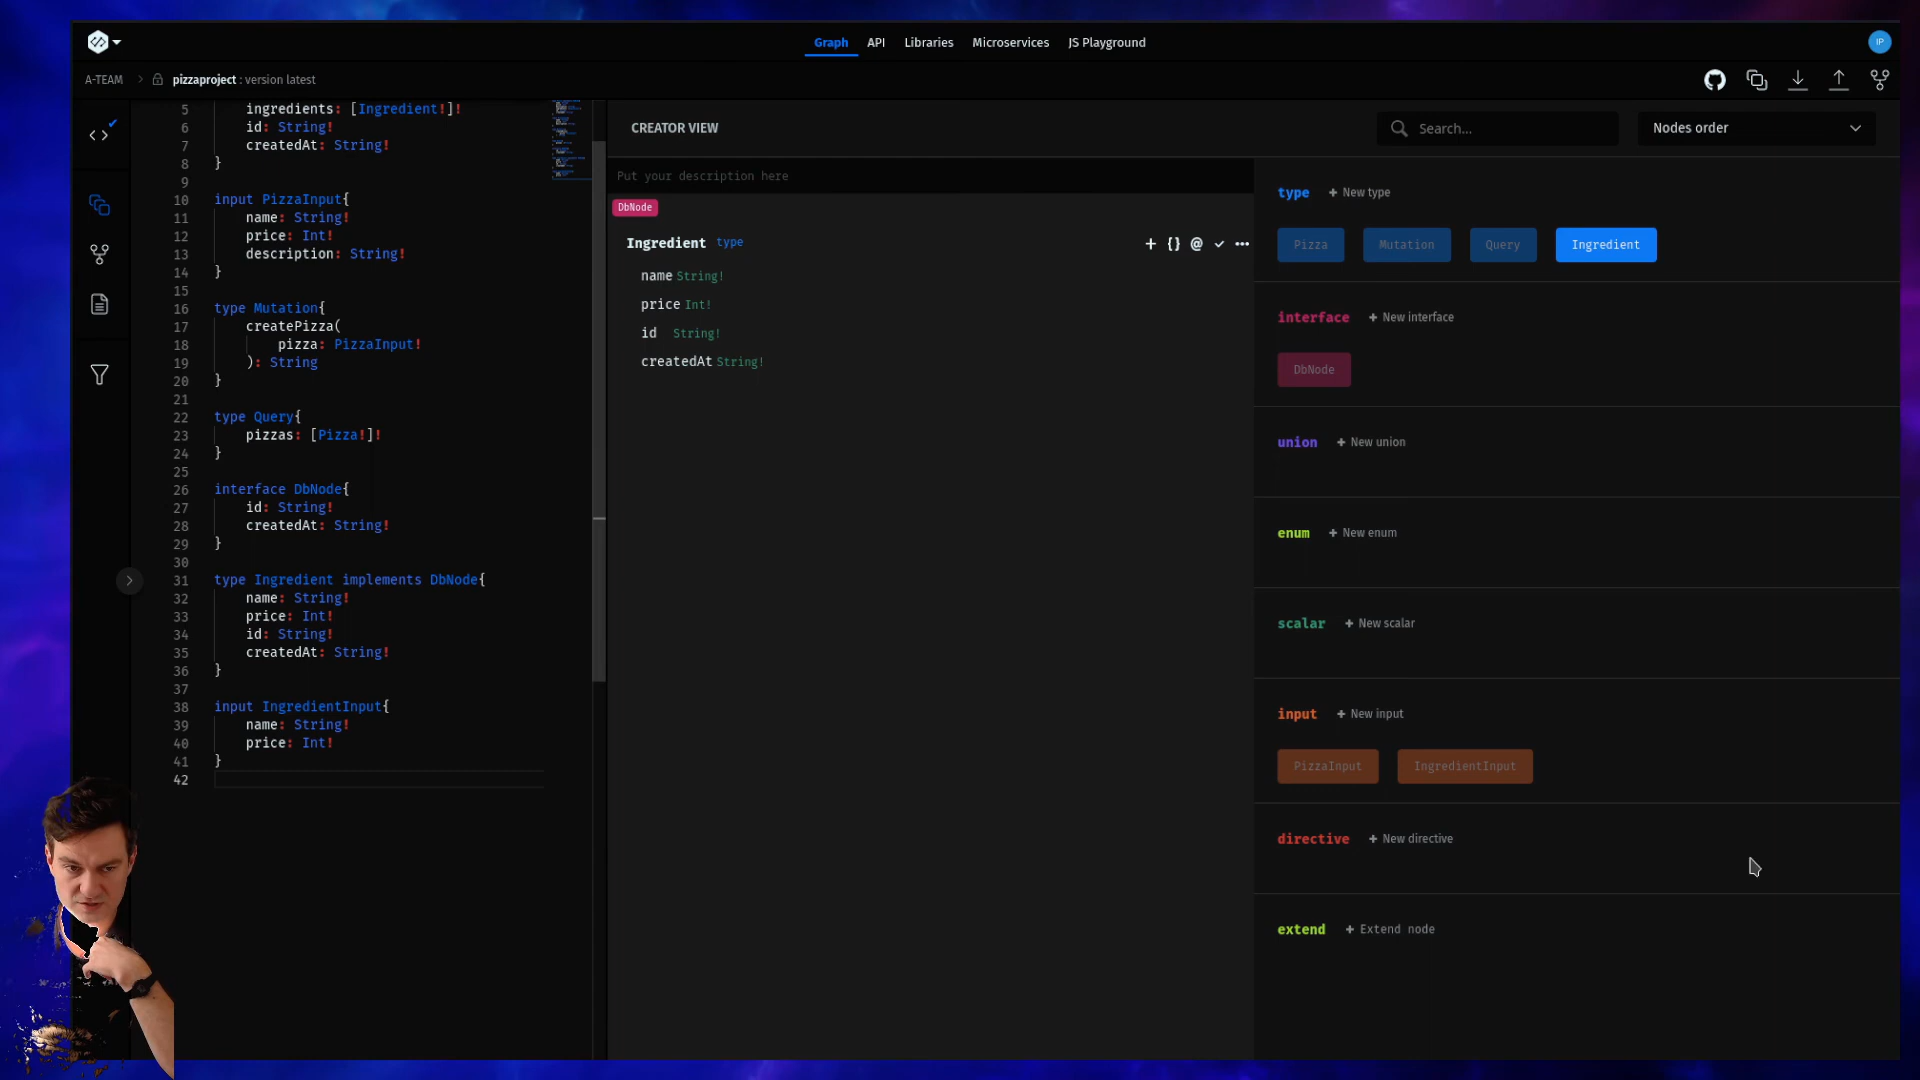 Graph API Libraries Microservices JS Playground IP
A-TEAM > pizzaproject : version latest
5 ingredients: [Ingredient!]!
6 id: String!
7 createdAt: String!
8 }
9
10 input PizzaInput{
11 name: String!
12 price: Int!
13 description: String!
14 }
15
16 type Mutation{
17 createPizza(
18 pizza: PizzaInput!
19 ): String
20 }
21
22 type Query{
23 pizzas: [Pizza!]!
24 }
25
26 interface DbNode{
27 id: String!
28 createdAt: String!
29 }
30
31 type Ingredient implements DbNode{
32 name: String!
33 price: Int!
34 id: String!
35 createdAt: String!
36 }
37
38 input IngredientInput{
39 name: String!
40 price: Int!
41 }
42
CREATOR VIEW
Search...
Nodes order
Put your description here
DbNode
Ingredient type + {} @
name String!
price Int!
id String!
createdAt String!
type + New type
Pizza Mutation Query Ingredient
interface + New interface
DbNode
union + New union
enum + New enum
scalar + New scalar
input + New input
PizzaInput IngredientInput
directive + New directive
extend + Extend node